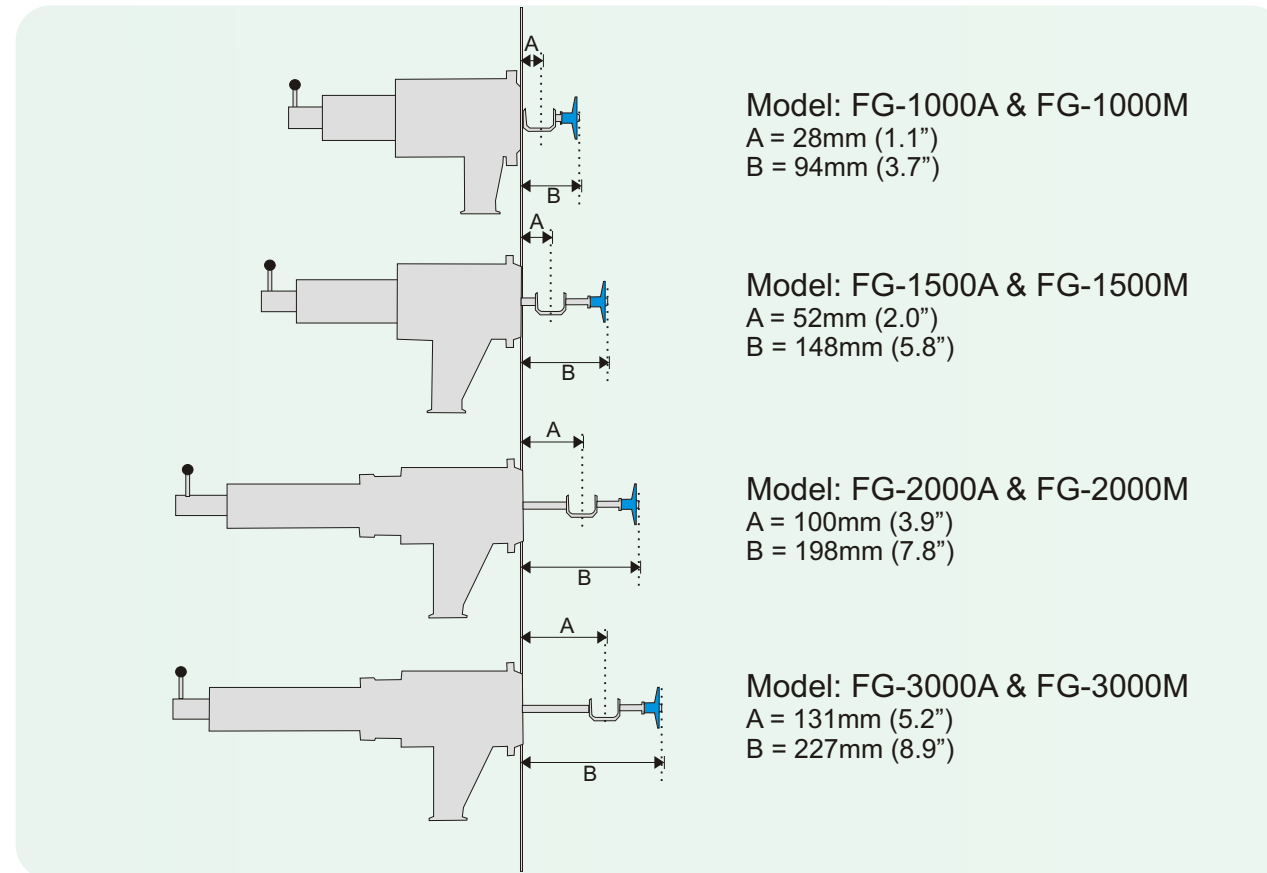 A
Model: FG-1000A & FG-1000M
A = 28mm (1.1”)
B = 94mm (3.7”)
B
A
Model: FG-1500A & FG-1500M
A = 52mm (2.0”)
B = 148mm (5.8”)
B
A
Model: FG-2000A & FG-2000M
A = 100mm (3.9”)
B = 198mm (7.8”)
B
A
Model: FG-3000A & FG-3000M
A = 131mm (5.2”)
B = 227mm (8.9”)
B